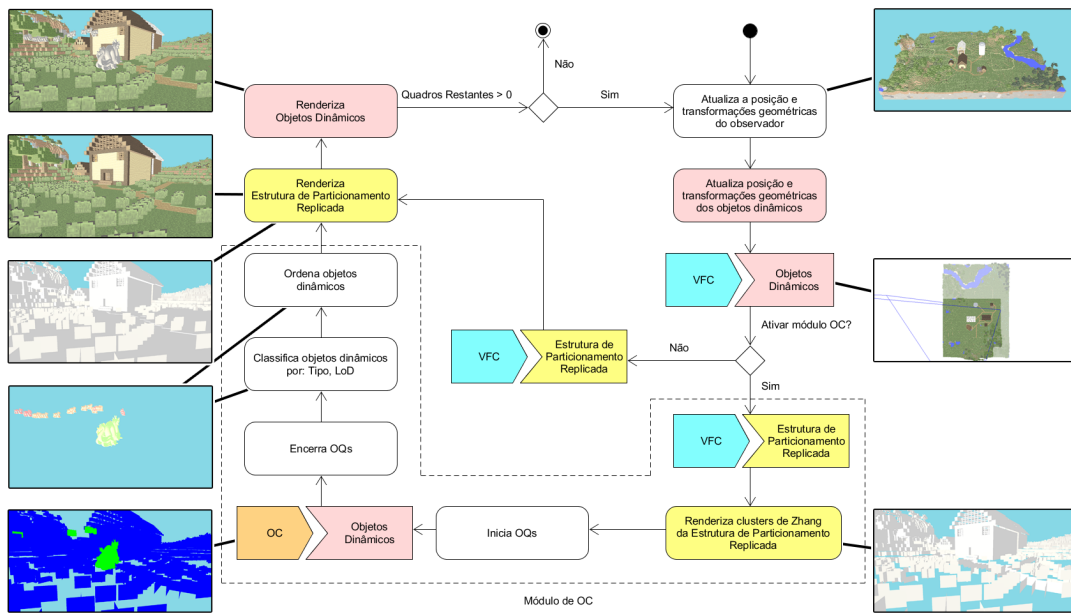 Não
Renderiza
Objetos Dinâmicos
Quadros Restantes > 0
Sim
Atualiza a posição e
transformações geométricas
do observador
Renderiza
Estrutura de Particionamento
Replicada
Atualiza posição e
transformações geométricas
dos objetos dinâmicos
Ordena objetos
dinâmicos
VFC
Objetos
Dinâmicos
Ativar módulo OC?
Classifica objetos dinâmicos
por: Tipo, LoD
VFC
Estrutura de
Particionamento
Replicada
Não
Sim
Encerra OQs
VFC
Estrutura de
Particionamento
Replicada
OC
Objetos
Dinâmicos
Inicia OQs
Renderiza clusters de Zhang
da Estrutura de Particionamento
Replicada
Módulo de OC